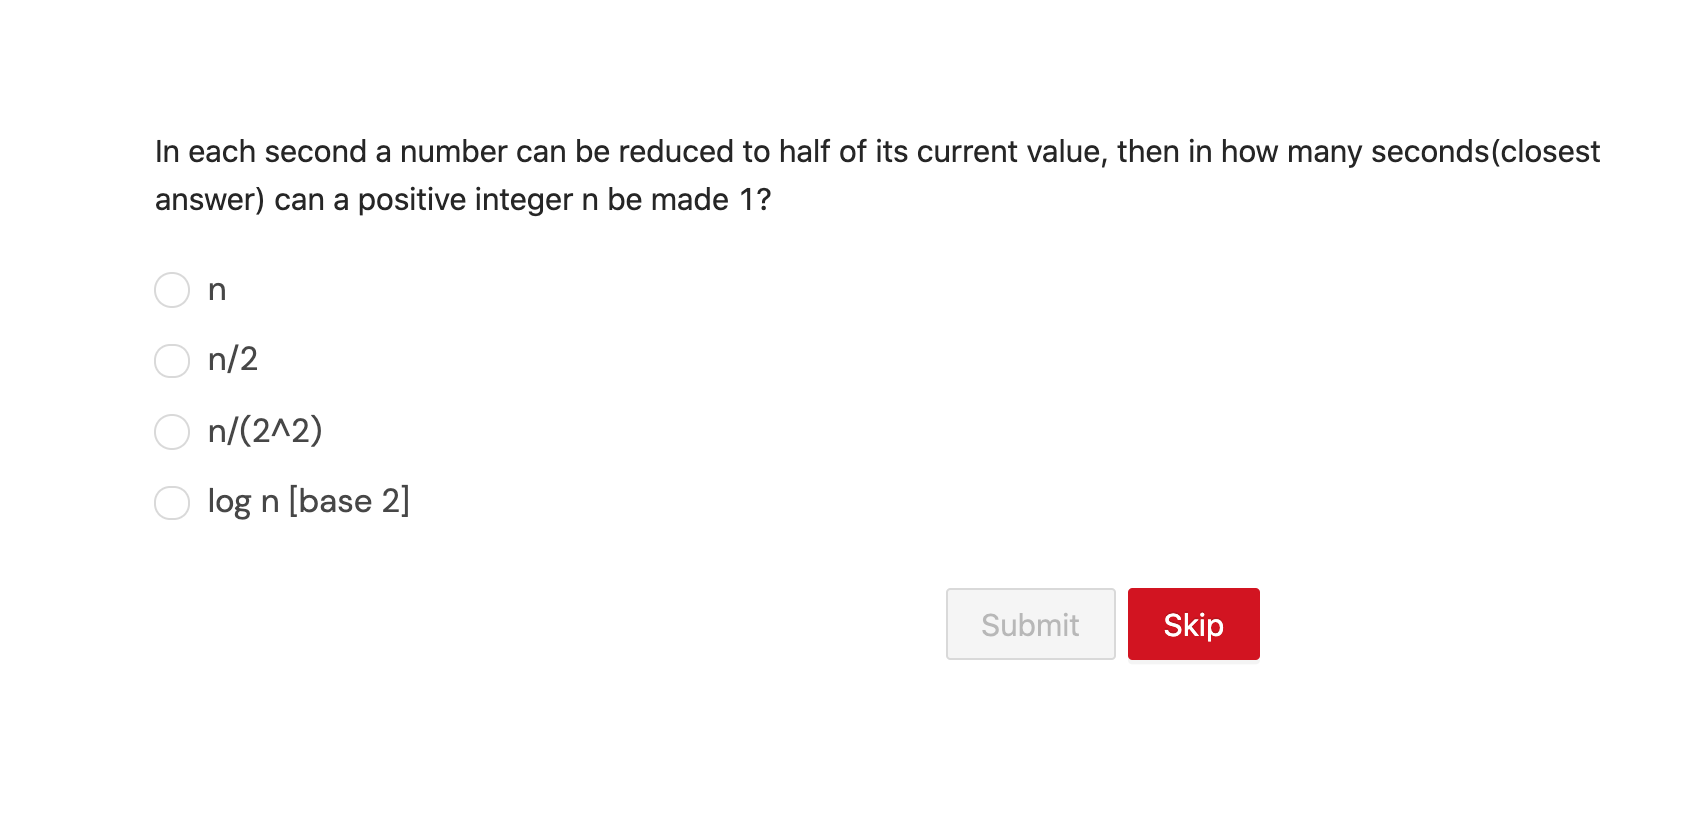 In each second a number can be reduced to half of its current value, then in how many seconds(closest
answer) can a positive integer n be made 1?
n
n/2
n/(2^2)
log n [base 2]
Submit
Skip